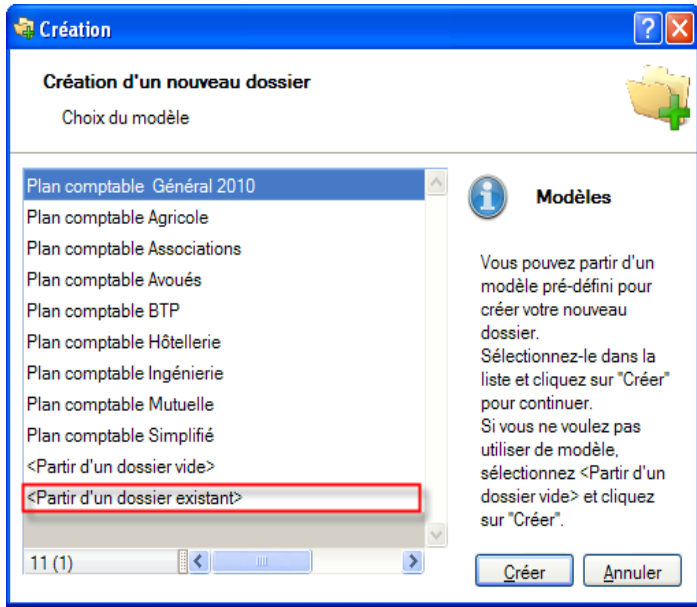 Création
Création d'un nouveau dossier
Choix du modèle
Plan comptable  Général 2010
Plan comptable Agricole
Plan comptable Associations
Plan comptable Avoués
Plan comptable BTP
Plan comptable Hôtellerie
Plan comptable Ingénierie
Plan comptable Mutuelle
Plan comptable Simplifié
<Partir d'un dossier vide>
<Partir d'un dossier existant>
11 (1)
Modèles
Vous pouvez partir d'un
modèle pré-défini pour
créer votre nouveau
dossier.
Sélectionnez-le dans la
liste et cliquez sur "Créer"
pour continuer.
Si vous ne voulez pas
utiliser de modèle,
sélectionnez <Partir d'un
dossier vide> et cliquez
sur "Créer".
Créer
Annuler